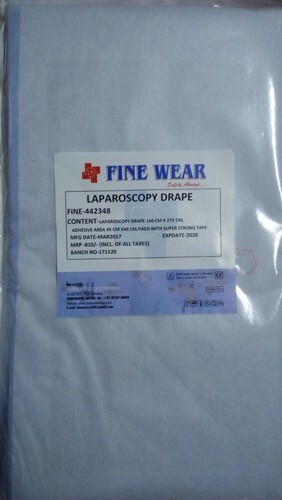 FINE WEAR
Safety Always...
LAPAROSCOPY DRAPE
FINE-442348
CONTENT-LAPAROSCOPY DRAPE 160 CM X 275 CM,
ADHESIVE AREA 45 CM X40 CM,FIXED WITH SUPER STRONG TAPE
MFG DATE-MAR2017 EXPDATE-2020
MRP -810/- (INCL. OF ALL TAXES)
BANCH NO-171120